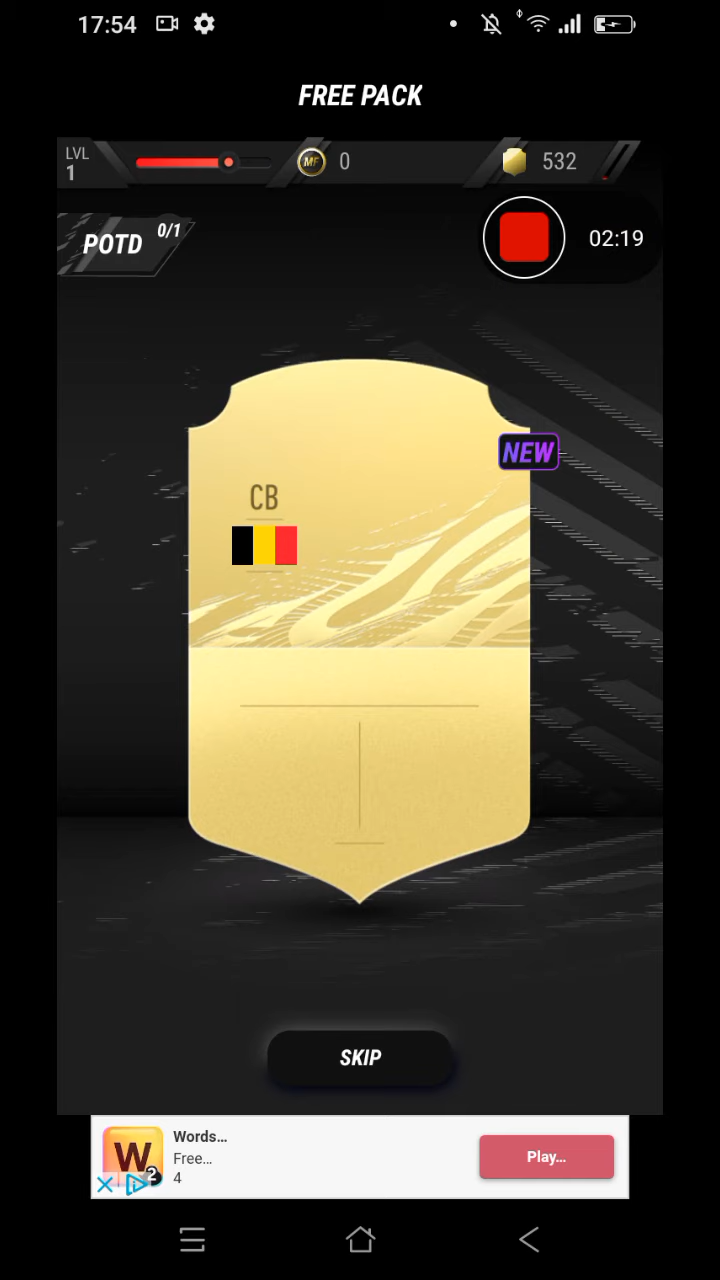 17:54
FREE PACK
LVL
1
MF
0
532
POTD
0/1
02:19
NEW
CB
SKIP
W
2
Words...
Free...
4
Play...